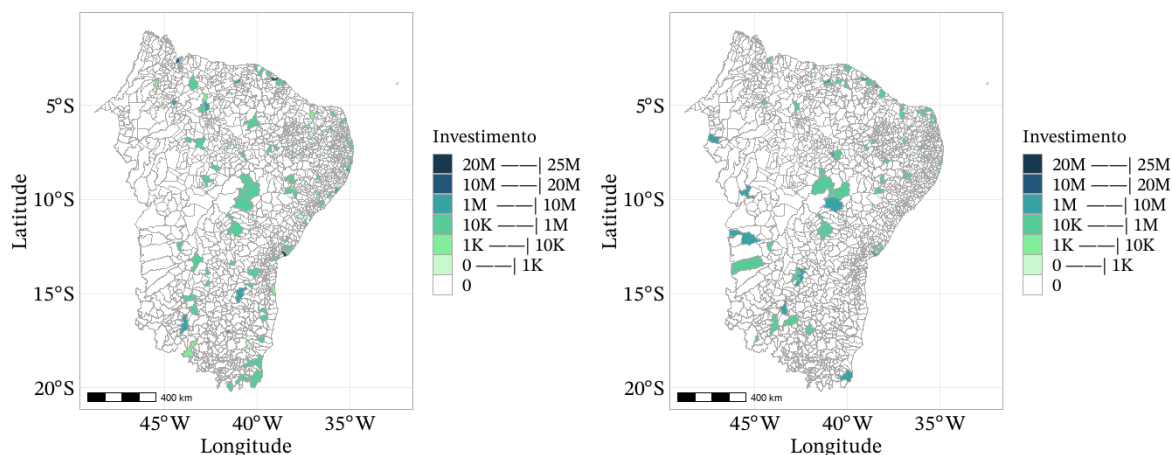 5°S
10°S
15°S
20°S
45°W 40°W 35°W
Longitude
Latitude
400 km
Investimento
20M ——| 25M
10M ——| 20M
1M ——| 10M
10K ——| 1M
1K ——| 10K
0 ——| 1K
0
5°S
10°S
15°S
20°S
45°W 40°W 35°W
Longitude
Latitude
400 km
Investimento
20M ——| 25M
10M ——| 20M
1M ——| 10M
10K ——| 1M
1K ——| 10K
0 ——| 1K
0